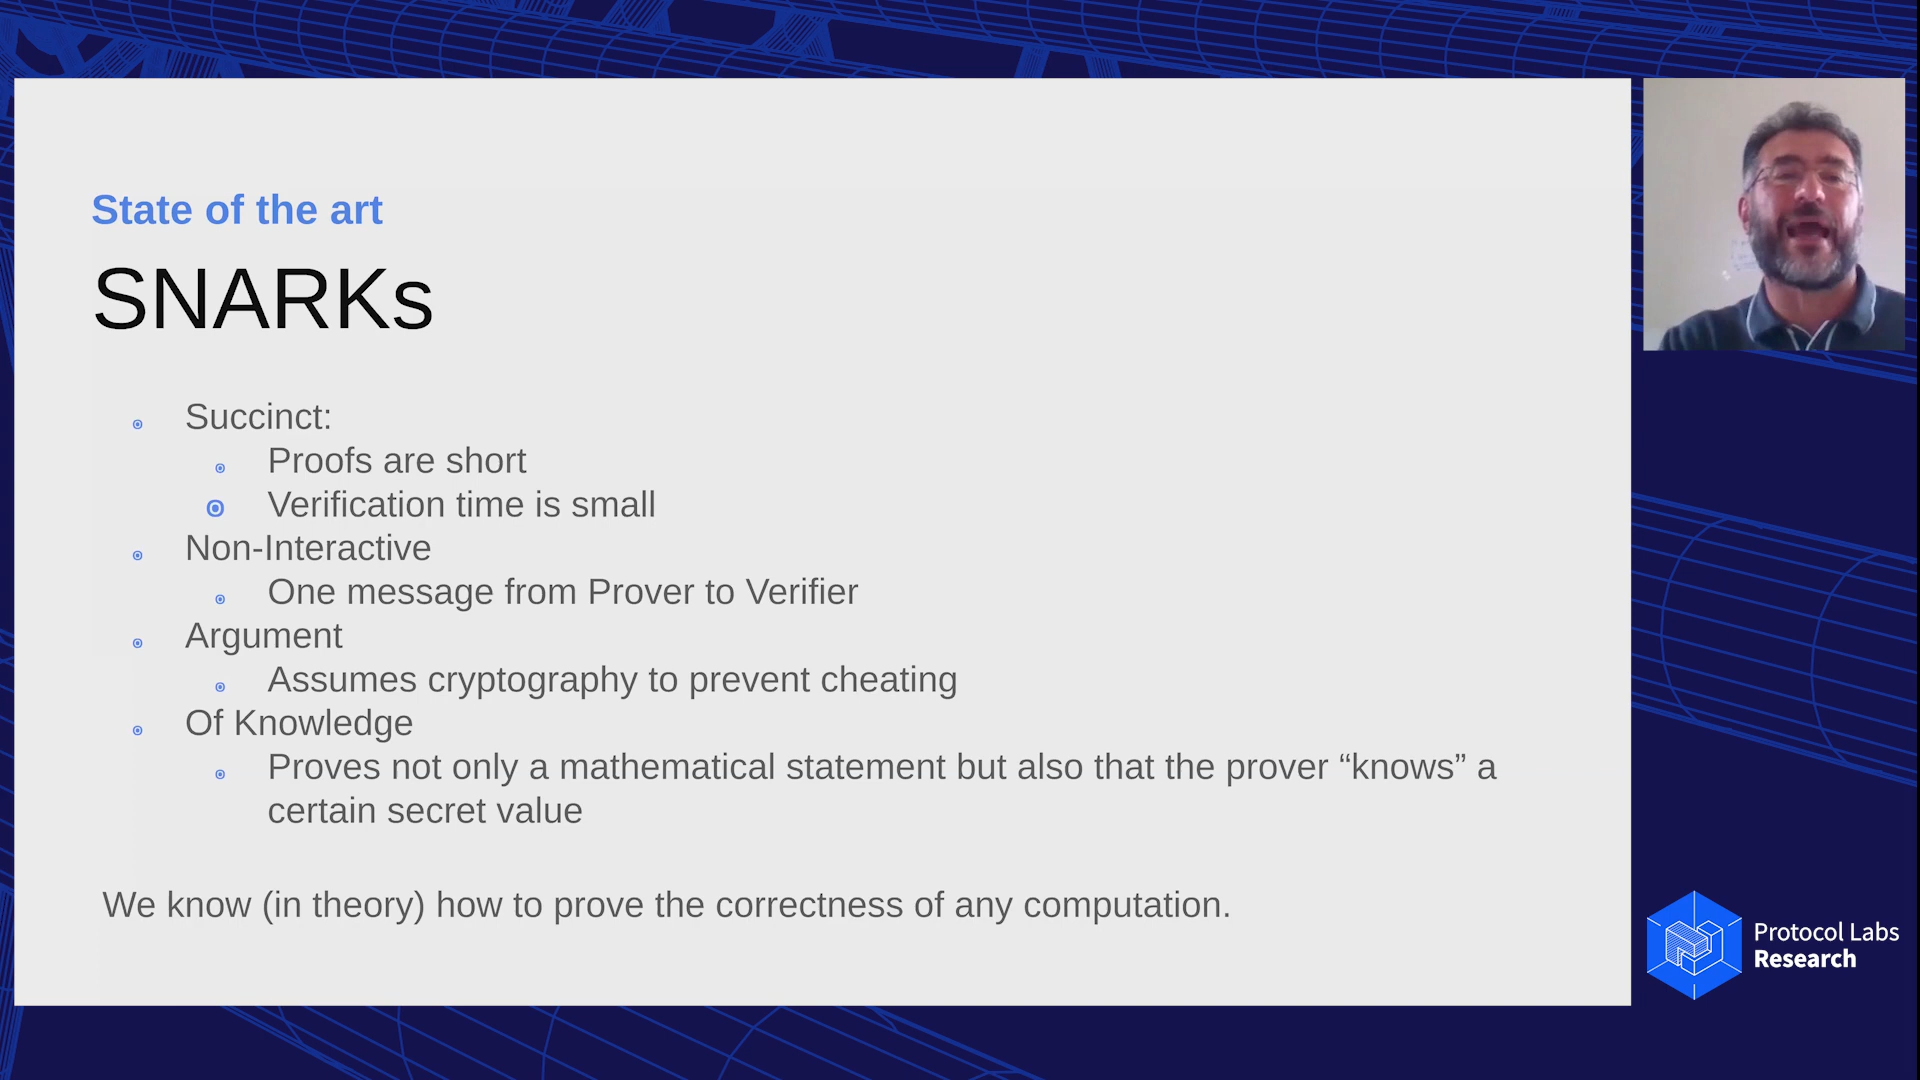 State of the art
SNARKs
Succinct:
Proofs are short
Verification time is small
Non-Interactive
One message from Prover to Verifier
Argument
Assumes cryptography to prevent cheating
Of Knowledge
Proves not only a mathematical statement but also that the prover “knows” a
certain secret value
We know (in theory) how to prove the correctness of any computation.
Protocol Labs
Research